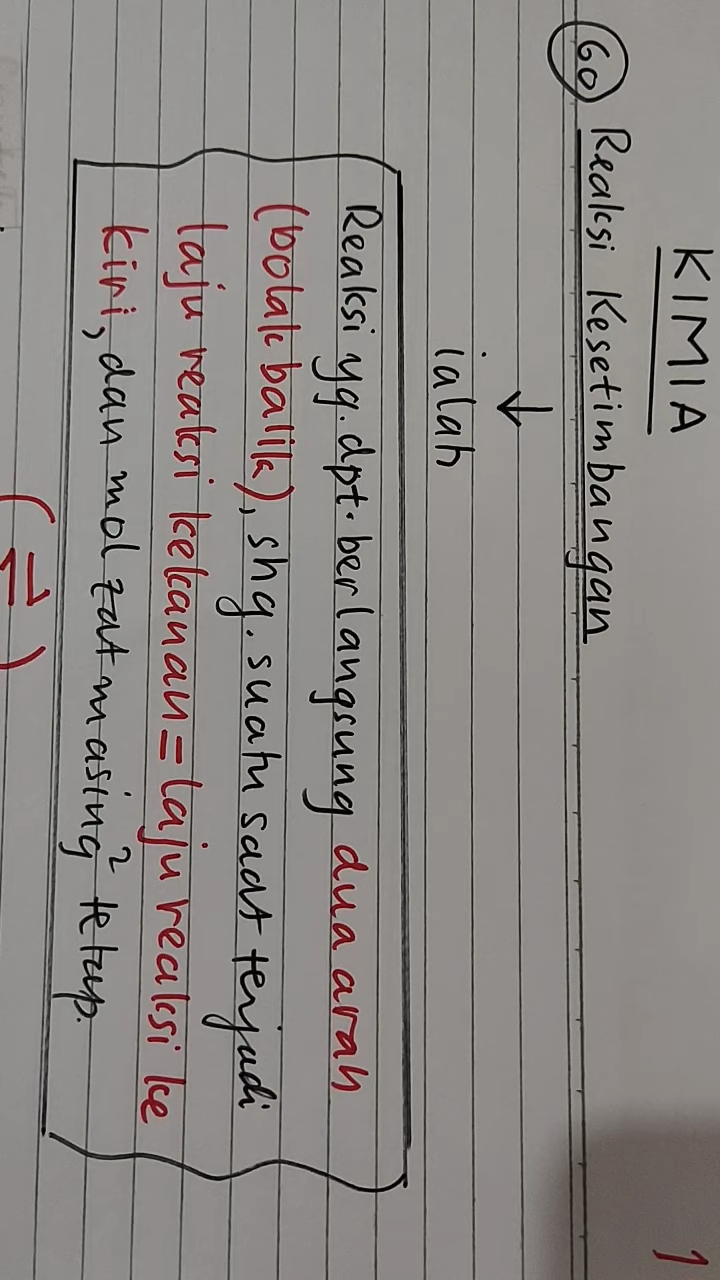 1
KIMIA
60 Reaksi Kesetimbangan
↓
ialah
Reaksi yg. dpt. berlangsung dua arah
(bolak balik), shg. suatu saat terjadi
laju reaksi kekanan = laju reaksi ke
kiri, dan mol zat masing² tetap.
(⇌)